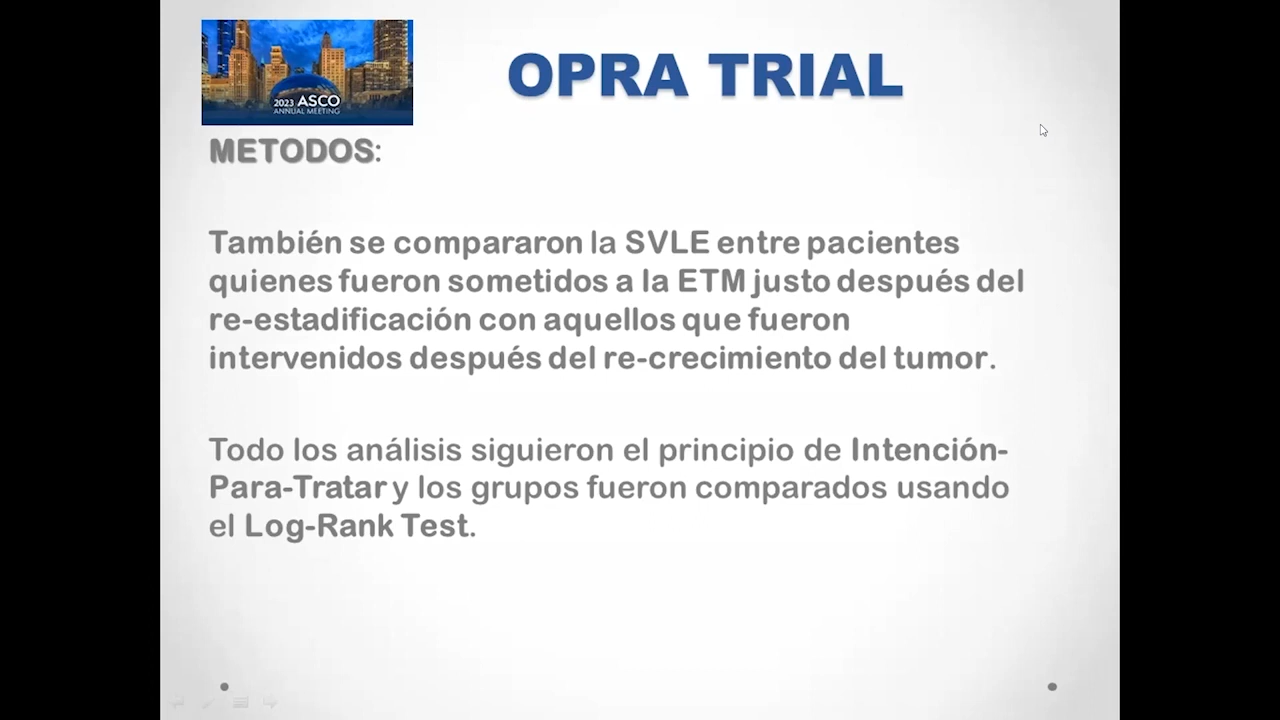 2023 ASCO
ANNUAL MEETING
OPRA TRIAL
METODOS:
También se compararon la SVLE entre pacientes
quienes fueron sometidos a la ETM justo después del
re-estadificación con aquellos que fueron
intervenidos después del re-crecimiento del tumor.
Todo los análisis siguieron el principio de Intención-
Para-Tratar y los grupos fueron comparados usando
el Log-Rank Test.